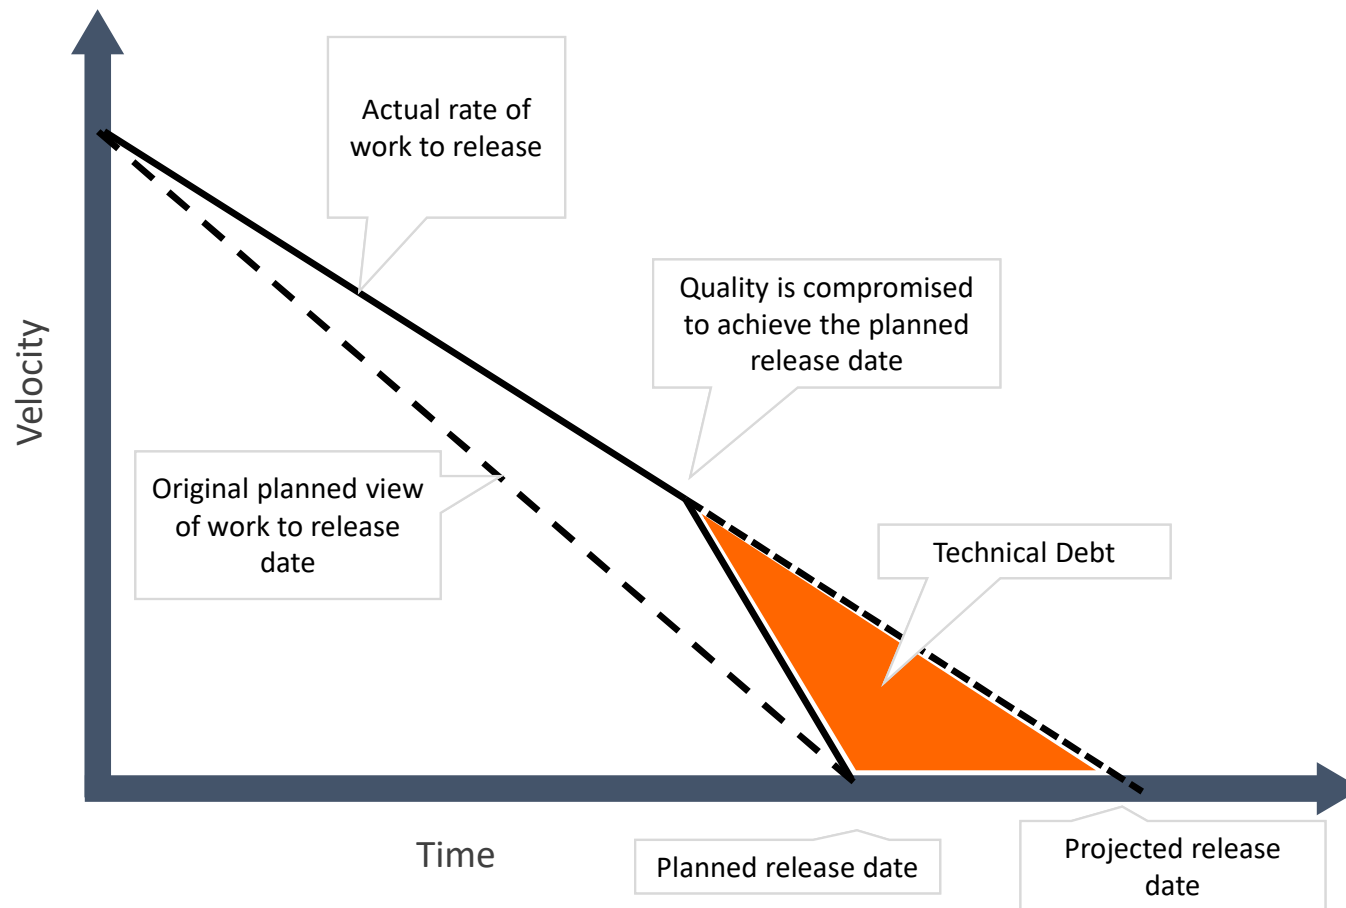 Actual rate of
work to release
Quality is compromised
to achieve the planned
release date
Velocity
Original planned view
of work to release
date
Technical Debt
Time
Planned release date
Projected release
date